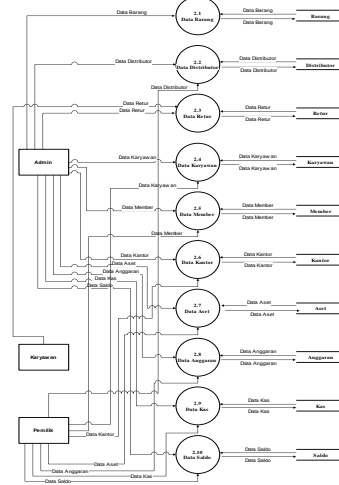 2.1
Data Barang
Data Barang
Data Barang
Data Barang
Barang
2.2
Data Distributor
Data Distributor
Data Distributor
Data Distributor
Data Distributor
Distributor
2.3
Data Retur
Data Retur
Data Retur
Data Retur
Data Retur
Retur
Admin
2.4
Data Karyawan
Data Karyawan
Data Karyawan
Data Karyawan
Data Karyawan
Karyawan
2.5
Data Member
Data Member
Data Member
Data Member
Data Member
Member
2.6
Data Kantor
Data Kantor
Data Kantor
Data Kantor
Kantor
Data Aset
Data Anggaran
Data Kas
Data Saldo
2.7
Data Aset
Data Aset
Data Aset
Aset
Karyawan
2.8
Data Anggaran
Data Anggaran
Data Anggaran
Anggaran
2.9
Data Kas
Data Kas
Data Kas
Kas
Pemilik
Data Kantor
2.10
Data Saldo
Data Saldo
Data Saldo
Saldo
Data Aset
Data Anggaran
Data Kas
Data Saldo